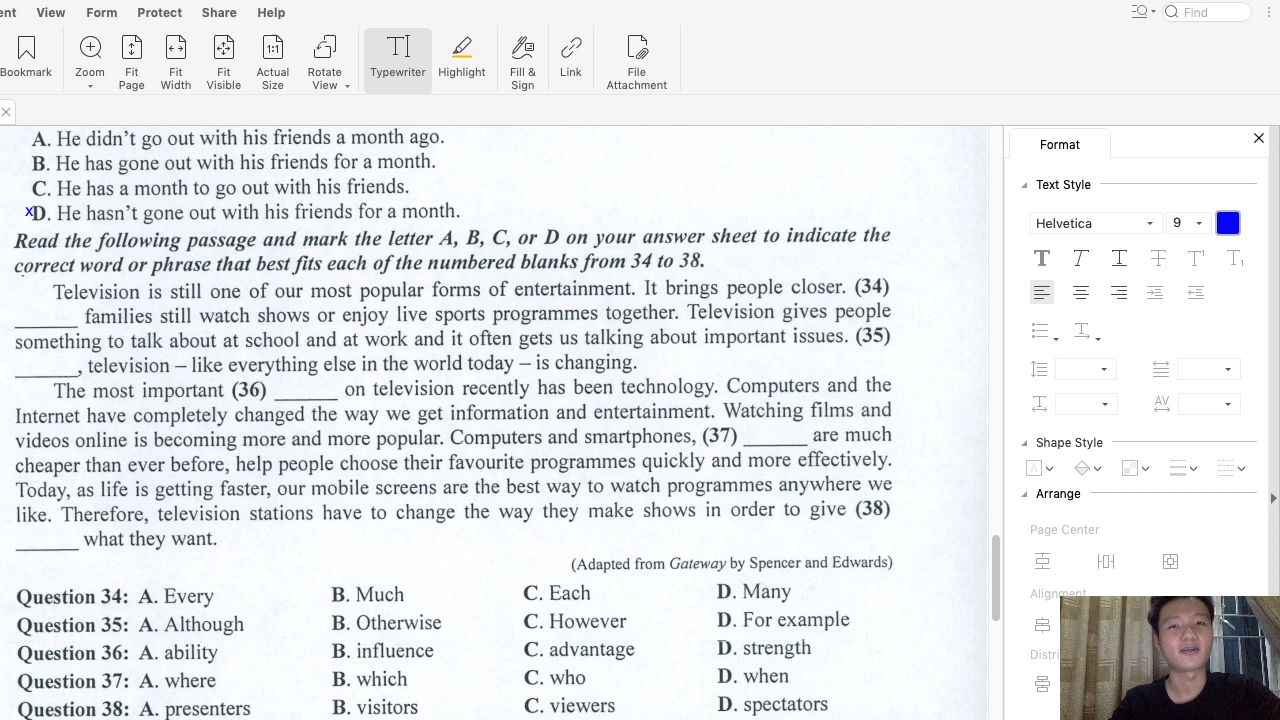 ent View Form Protect Share Help Find
Bookmark Zoom Fit Page Fit Width Fit Visible Actual Size Rotate View Typewriter Highlight Fill & Sign Link File Attachment
Format
Text Style
Helvetica 9
Shape Style
Arrange
Page Center
Alignment
Distri
A. He didn't go out with his friends a month ago.
B. He has gone out with his friends for a month.
C. He has a month to go out with his friends.
xD. He hasn't gone out with his friends for a month.
Read the following passage and mark the letter A, B, C, or D on your answer sheet to indicate the
correct word or phrase that best fits each of the numbered blanks from 34 to 38.
Television is still one of our most popular forms of entertainment. It brings people closer. (34)
______ families still watch shows or enjoy live sports programmes together. Television gives people
something to talk about at school and at work and it often gets us talking about important issues. (35)
______, television – like everything else in the world today – is changing.
The most important (36) ______ on television recently has been technology. Computers and the
Internet have completely changed the way we get information and entertainment. Watching films and
videos online is becoming more and more popular. Computers and smartphones, (37) ______ are much
cheaper than ever before, help people choose their favourite programmes quickly and more effectively.
Today, as life is getting faster, our mobile screens are the best way to watch programmes anywhere we
like. Therefore, television stations have to change the way they make shows in order to give (38)
______ what they want.
(Adapted from Gateway by Spencer and Edwards)
Question 34: A. Every B. Much C. Each D. Many
Question 35: A. Although B. Otherwise C. However D. For example
Question 36: A. ability B. influence C. advantage D. strength
Question 37: A. where B. which C. who D. when
Question 38: A. presenters B. visitors C. viewers D. spectators